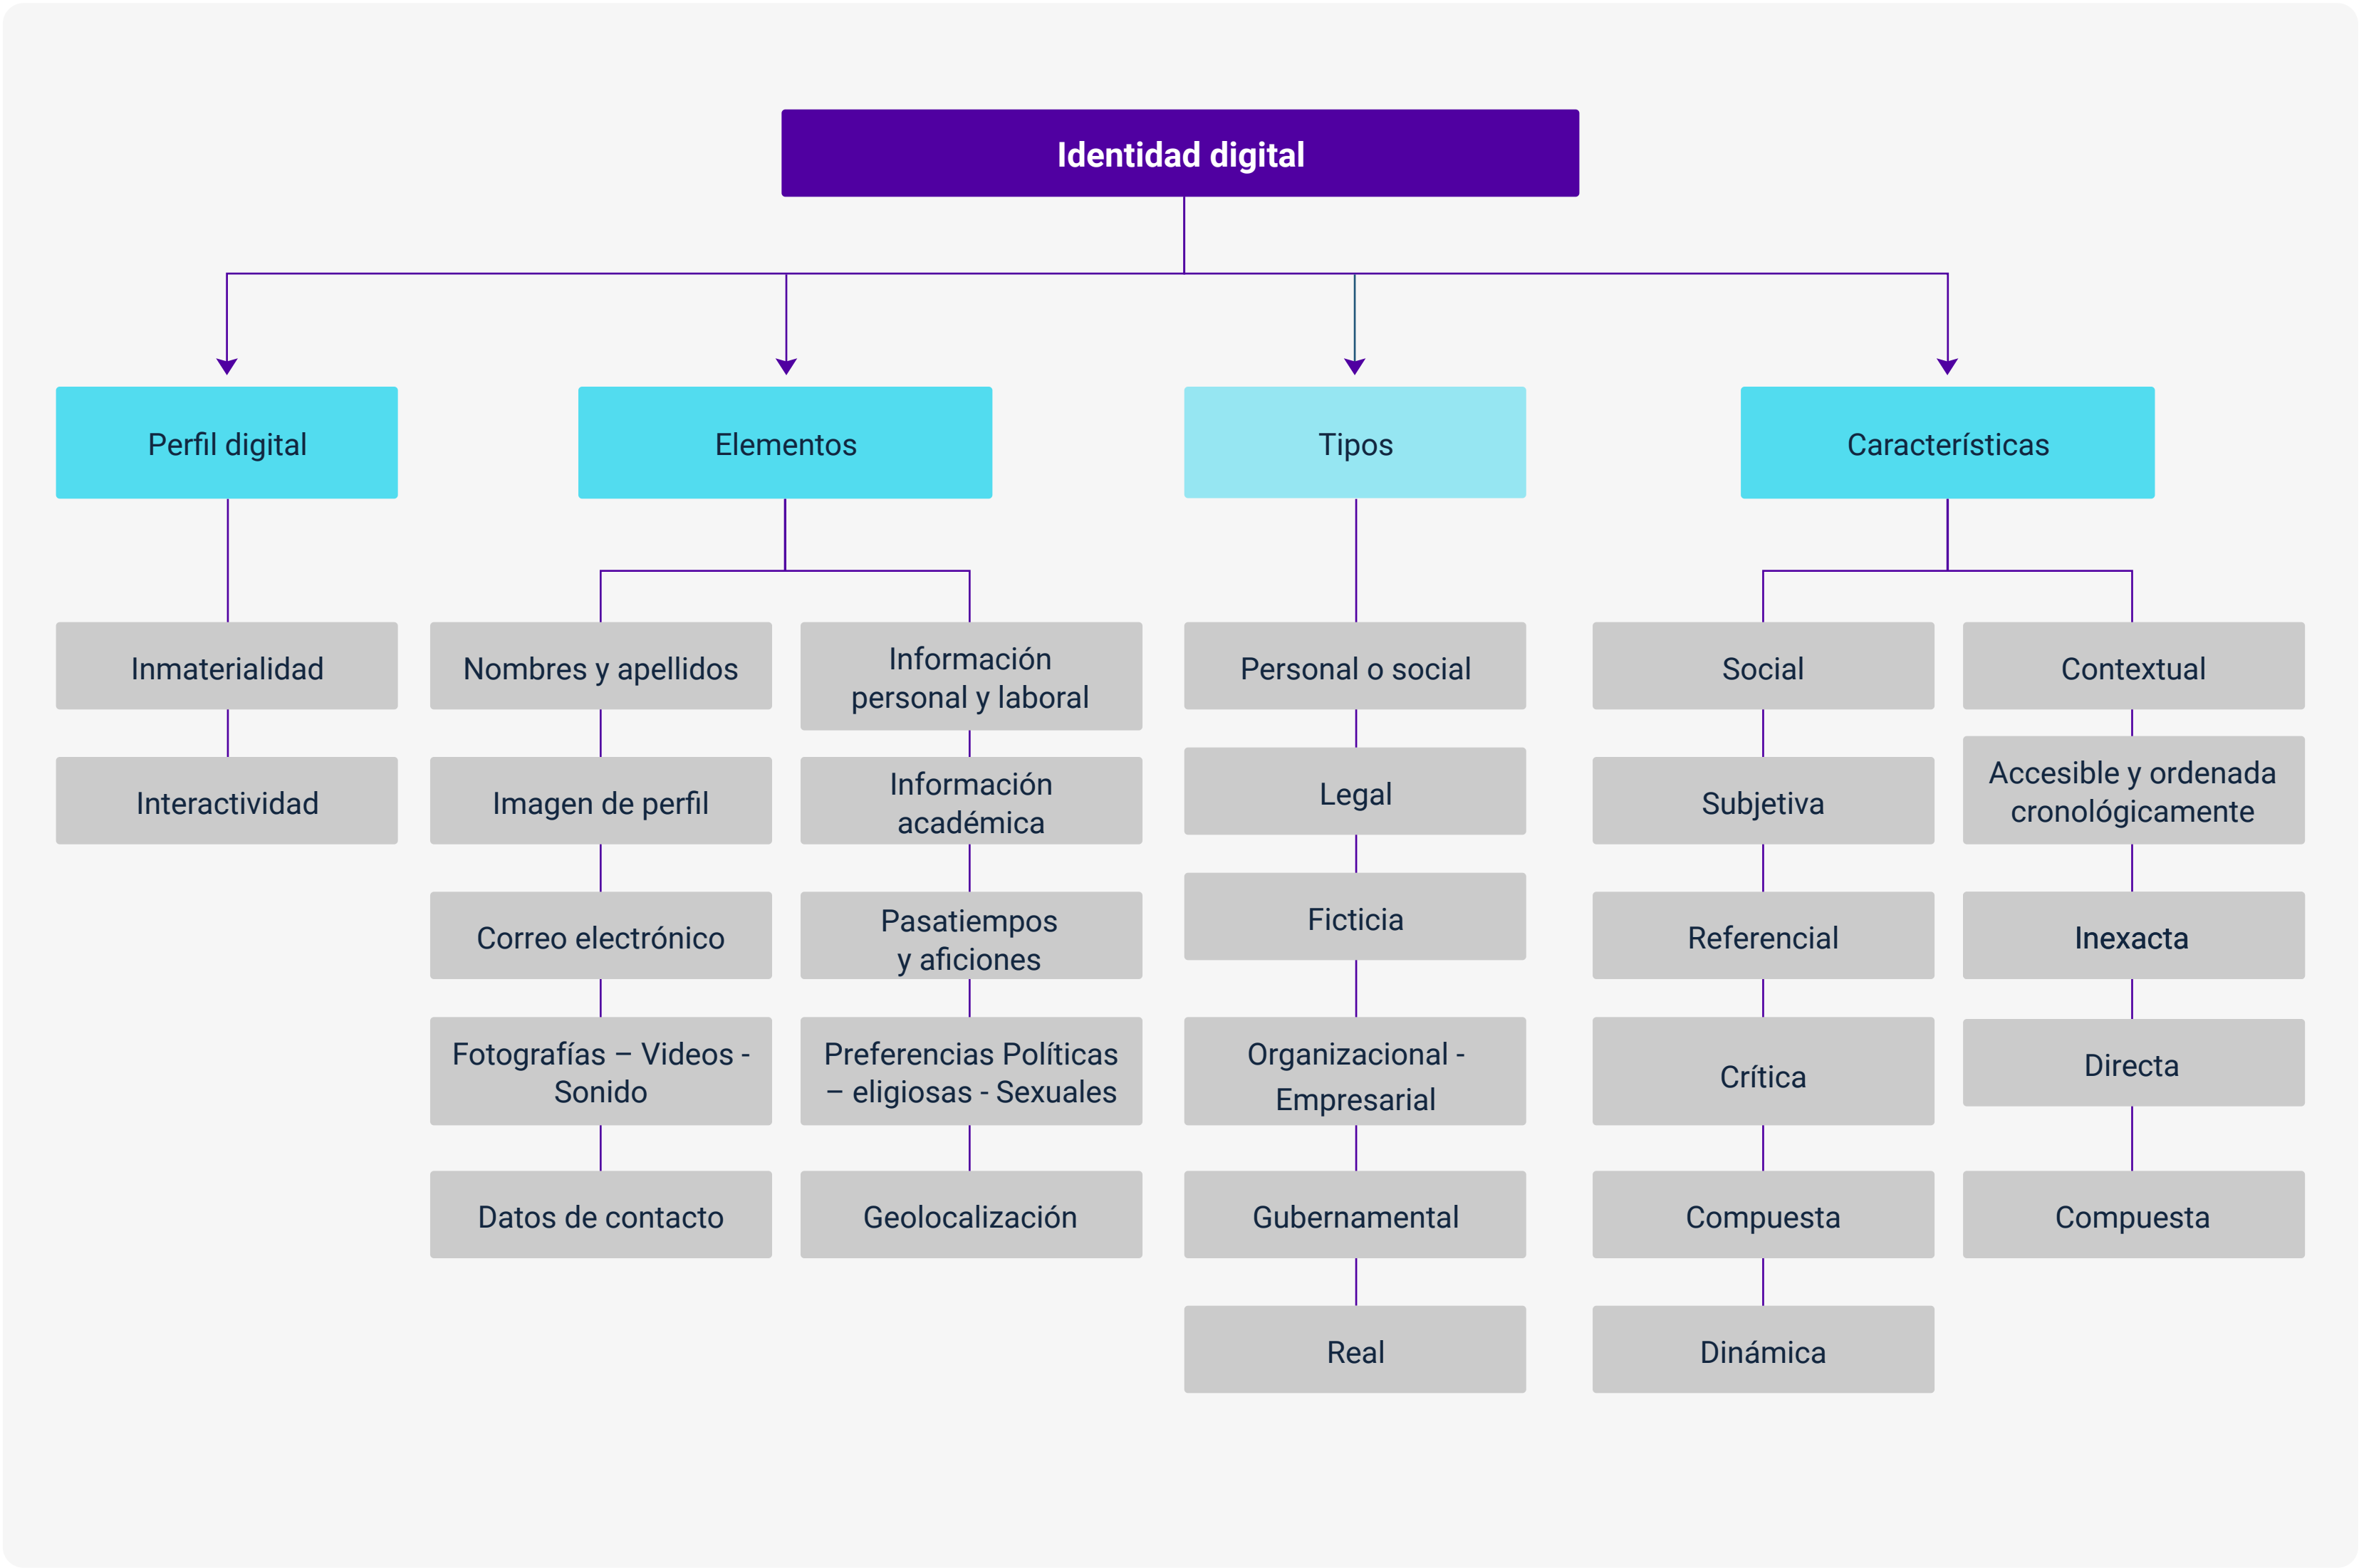 Identidad digital
Perfil digital
Elementos
Tipos
Características
Inmaterialidad
Interactividad
Nombres y apellidos
Imagen de perfil
Correo electrónico
Fotografías – Videos -
Sonido
Datos de contacto
Información
personal y laboral
Información
académica
Pasatiempos
y aficiones
Preferencias Políticas
– eligiosas - Sexuales
Geolocalización
Personal o social
Legal
Ficticia
Organizacional -
Empresarial
Gubernamental
Real
Social
Subjetiva
Referencial
Crítica
Compuesta
Dinámica
Contextual
Accesible y ordenada
cronológicamente
Inexacta
Directa
Compuesta